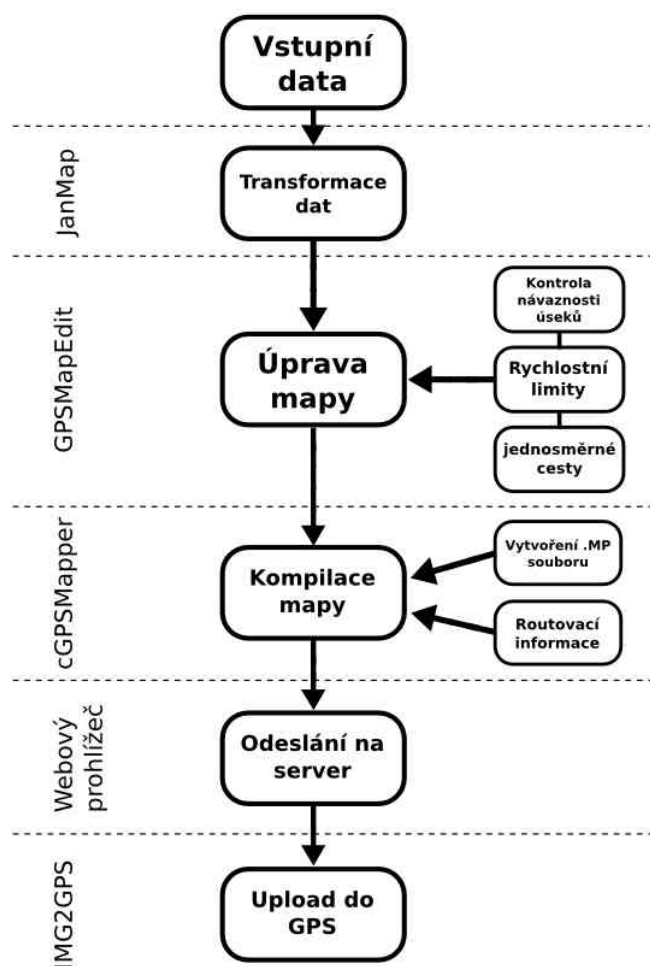 Vstupní
data
JanMap
Transformace
dat
GPSMapEdit
Úprava
mapy
Kontrola
návaznosti
úseků
Rychlostní
limity
jednosměrné
cesty
cGPSMapper
Kompilace
mapy
Vytvoření .MP
souboru
Routovací
informace
Webový
prohlížeč
Odeslání na
server
IMG2GPS
Upload do
GPS